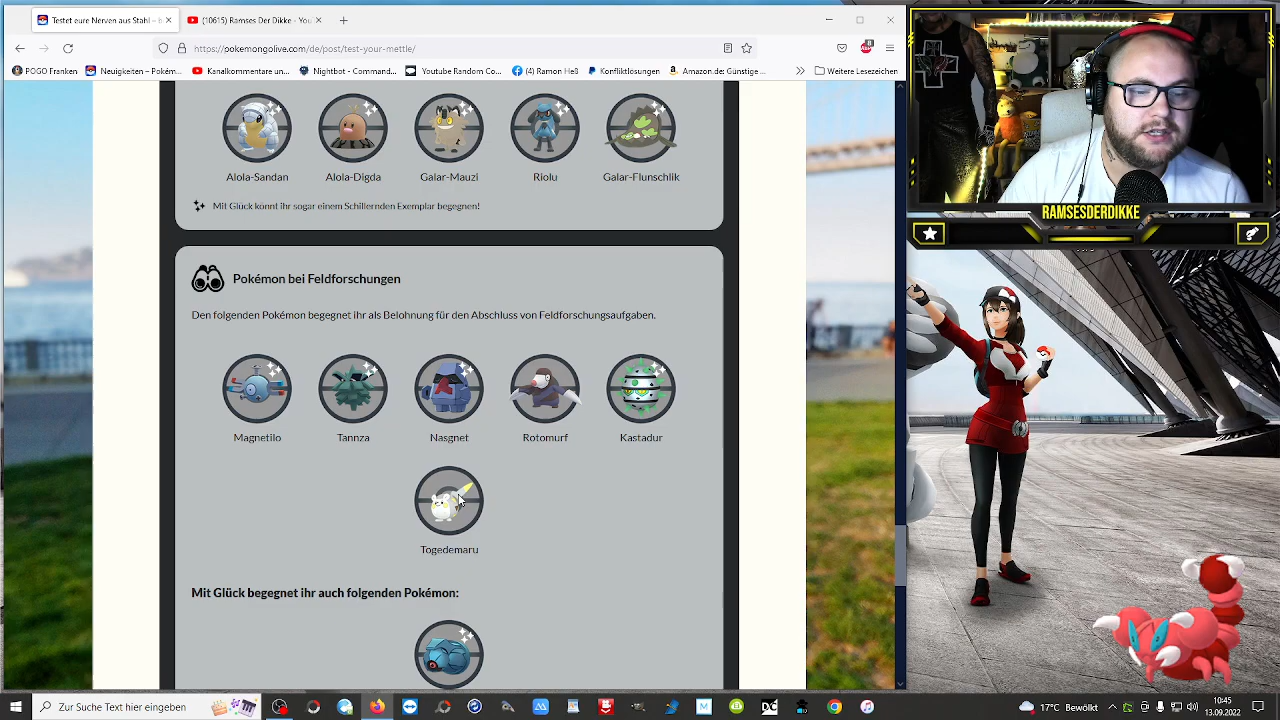 Testet eure Nerven aus Stahl – b
(10615) Ramses Der Dikke - You
https://pokemongolive.com/post/test-your-mettle/
POGO Franken
Neuigkeiten – Pokém...
Kanalkommentare un...
Nightbot - Command...
Youtube Random Co...
(4) Ramon Heß
Konfliktlösungen
Amazon.de: Günstige ...
Weitere Lesezeichen
RAMSESDERDIKKE
Alola-Sandan
Alola-Digda
Galar-Mauzi
Riolu
Galar-Flunschlik
Mit Glück könnt ihr sogar einem Schillernden Exemplar begegnen!
Pokémon bei Feldforschungen
Den folgenden Pokémon begegnet ihr als Belohnung für den Abschluss von Feldforschungsaufgaben.
Magnetilo
Tannza
Nasgnet
Rotomurf
Kastadur
Togedemaru
Mit Glück begegnet ihr auch folgenden Pokémon:
Zur Suche Text hier eingeben
17°C Bewölkt
10:45
13.09.2022